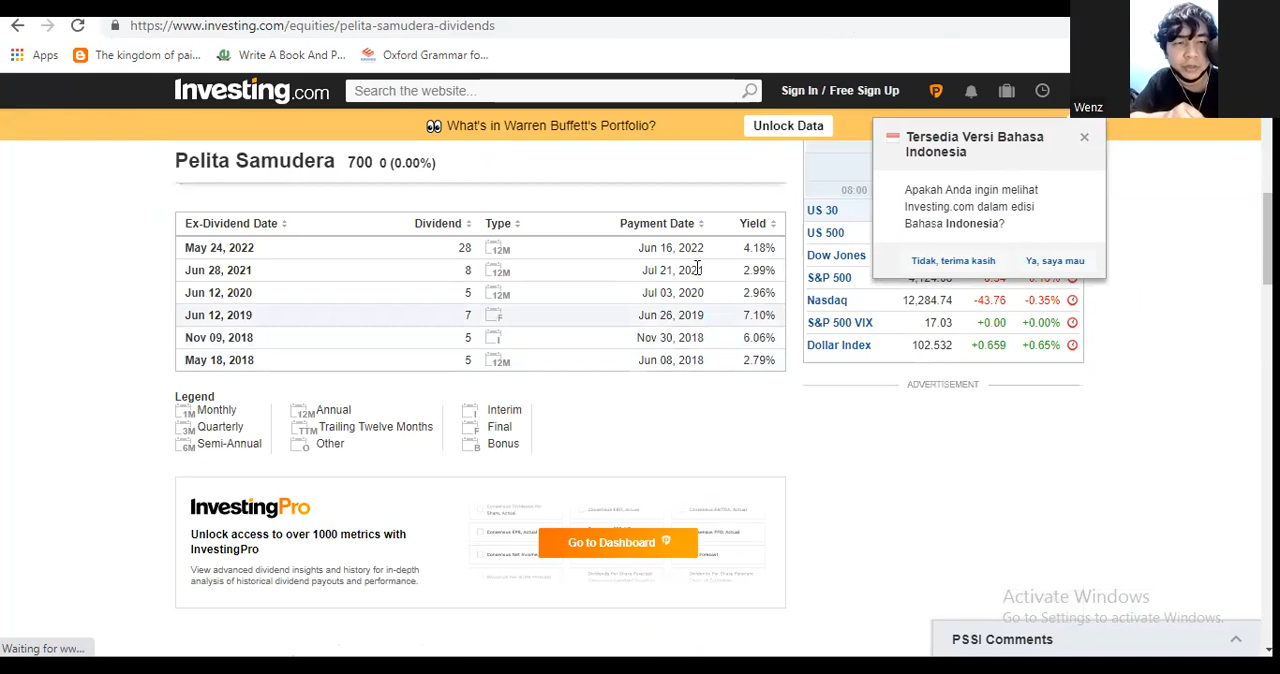 https://www.investing.com/equities/pelita-samudera-dividends
Apps
The kingdom of pai...
Write A Book And P...
Oxford Grammar fo...
Investing.com
Search the website...
Sign In / Free Sign Up
Wenz
What's in Warren Buffett's Portfolio?
Unlock Data
Tersedia Versi Bahasa
Indonesia
Apakah Anda ingin melihat
Investing.com dalam edisi
Bahasa Indonesia?
Tidak, terima kasih Ya, saya mau
Pelita Samudera 700 0 (0.00%)
Ex-Dividend Date Dividend Type Payment Date Yield
May 24, 2022 28 12M Jun 16, 2022 4.18%
Jun 28, 2021 8 12M Jul 21, 2021 2.99%
Jun 12, 2020 5 12M Jul 03, 2020 2.96%
Jun 12, 2019 7 F Jun 26, 2019 7.10%
Nov 09, 2018 5 I Nov 30, 2018 6.06%
May 18, 2018 5 12M Jun 08, 2018 2.79%
08:00
US 30
US 500
Dow Jones
S&P 500
Nasdaq 12,284.74 -43.76 -0.35%
S&P 500 VIX 17.03 +0.00 +0.00%
Dollar Index 102.532 +0.659 +0.65%
ADVERTISEMENT
Legend
1M Monthly 12M Annual I Interim
3M Quarterly TTM Trailing Twelve Months F Final
6M Semi-Annual O Other B Bonus
InvestingPro
Unlock access to over 1000 metrics with
InvestingPro
View advanced dividend insights and history for in-depth
analysis of historical dividend payouts and performance.
Go to Dashboard
Activate Windows
Go to Settings to activate Windows.
PSSI Comments
Waiting for ww...